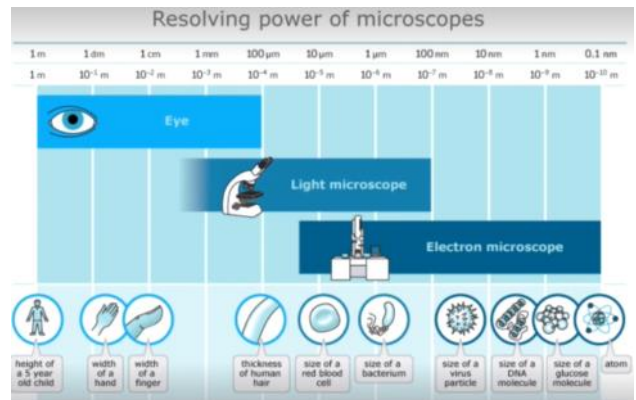 Resolving power of microscopes
1 m 1 dm 1 cm 1 mm 100 µm 10 µm 1 µm 100 nm 10 nm 1 nm 0.1 nm
1 m 10⁻¹ m 10⁻² m 10⁻³ m 10⁻⁴ m 10⁻⁵ m 10⁻⁶ m 10⁻⁷ m 10⁻⁸ m 10⁻⁹ m 10⁻¹⁰ m
Eye
Light microscope
Electron microscope
height of
a 5 year
old child
width
of a
hand
width
of a
finger
thickness
of human
hair
size of a
red blood
cell
size of a
bacterium
size of a
virus
particle
size of a
DNA
molecule
size of a
glucose
molecule
atom